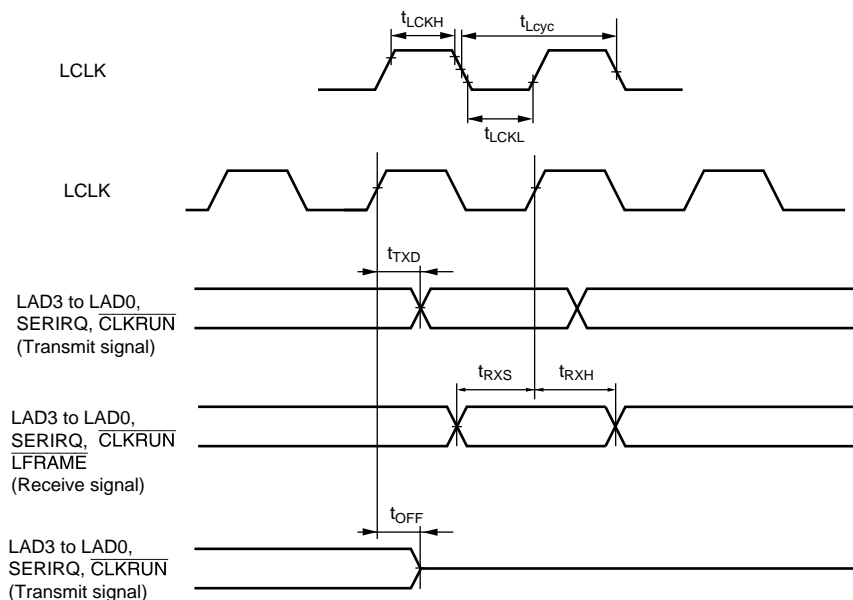 tLCKH
tLcyc
LCLK
tLCKL
LCLK
tTXD
LAD3 to LAD0,
SERIRQ, CLKRUN
(Transmit signal)
tRXS
tRXH
LAD3 to LAD0,
SERIRQ, CLKRUN
LFRAME
(Receive signal)
tOFF
LAD3 to LAD0,
SERIRQ, CLKRUN
(Transmit signal)